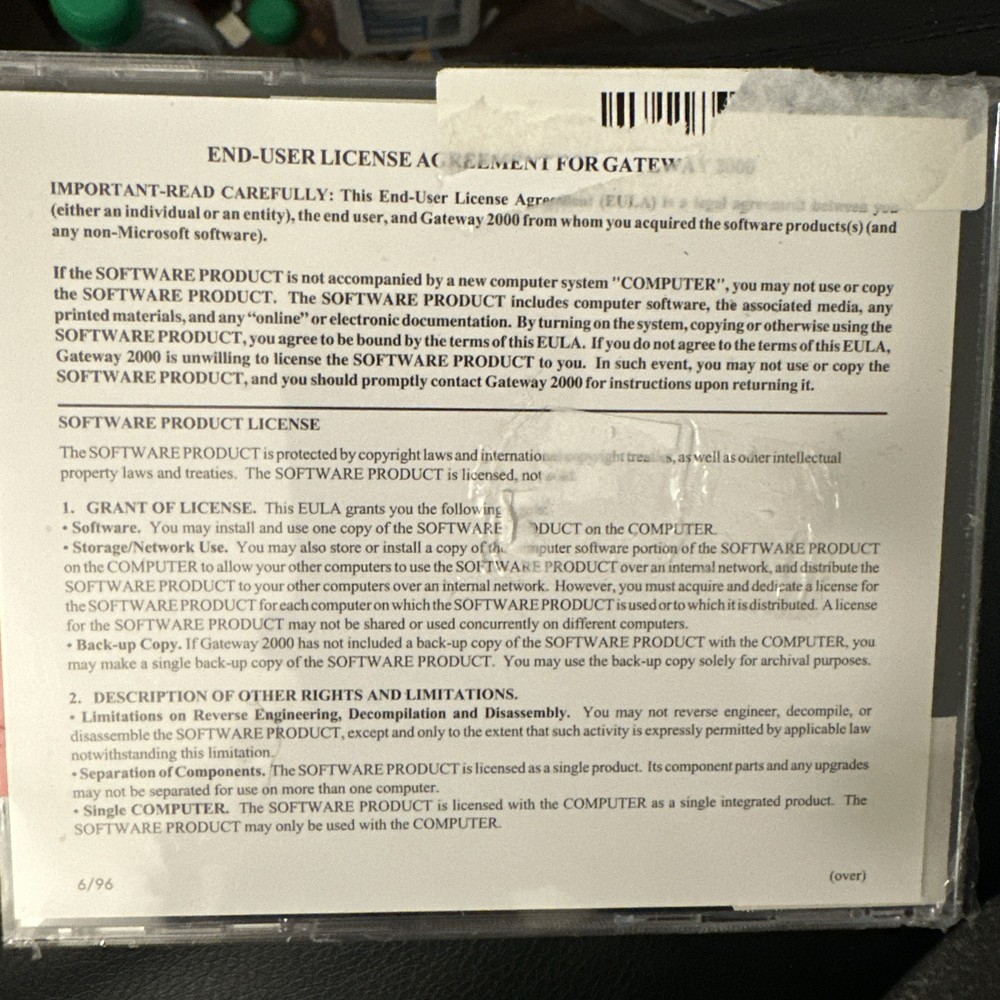 END-USER LICENSE AGREEMENT FOR GATEWAY 2000
IMPORTANT-READ CAREFULLY: This End-User License Agreement (EULA) is a legal agreement between you
(either an individual or an entity), the end user, and Gateway 2000 from whom you acquired the software products(s) (and
any non-Microsoft software).
If the SOFTWARE PRODUCT is not accompanied by a new computer system "COMPUTER", you may not use or copy
the SOFTWARE PRODUCT. The SOFTWARE PRODUCT includes computer software, the associated media, any
printed materials, and any “online” or electronic documentation. By turning on the system, copying or otherwise using the
SOFTWARE PRODUCT, you agree to be bound by the terms of this EULA. If you do not agree to the terms of this EULA,
Gateway 2000 is unwilling to license the SOFTWARE PRODUCT to you. In such event, you may not use or copy the
SOFTWARE PRODUCT, and you should promptly contact Gateway 2000 for instructions upon returning it.
SOFTWARE PRODUCT LICENSE
The SOFTWARE PRODUCT is protected by copyright laws and international copyright treaties, as well as other intellectual
property laws and treaties. The SOFTWARE PRODUCT is licensed, not
1. GRANT OF LICENSE. This EULA grants you the following
• Software. You may install and use one copy of the SOFTWARE DUCT on the COMPUTER.
• Storage/Network Use. You may also store or install a copy of the computer software portion of the SOFTWARE PRODUCT
on the COMPUTER to allow your other computers to use the SOFTWARE PRODUCT over an internal network, and distribute the
SOFTWARE PRODUCT to your other computers over an internal network. However, you must acquire and dedicate a license for
the SOFTWARE PRODUCT for each computer on which the SOFTWARE PRODUCT is used or to which it is distributed. A license
for the SOFTWARE PRODUCT may not be shared or used concurrently on different computers.
• Back-up Copy. If Gateway 2000 has not included a back-up copy of the SOFTWARE PRODUCT with the COMPUTER, you
may make a single back-up copy of the SOFTWARE PRODUCT. You may use the back-up copy solely for archival purposes.
2. DESCRIPTION OF OTHER RIGHTS AND LIMITATIONS.
• Limitations on Reverse Engineering, Decompilation and Disassembly. You may not reverse engineer, decompile, or
disassemble the SOFTWARE PRODUCT, except and only to the extent that such activity is expressly permitted by applicable law
notwithstanding this limitation.
• Separation of Components. The SOFTWARE PRODUCT is licensed as a single product. Its component parts and any upgrades
may not be separated for use on more than one computer.
• Single COMPUTER. The SOFTWARE PRODUCT is licensed with the COMPUTER as a single integrated product. The
SOFTWARE PRODUCT may only be used with the COMPUTER.
6/96
(over)